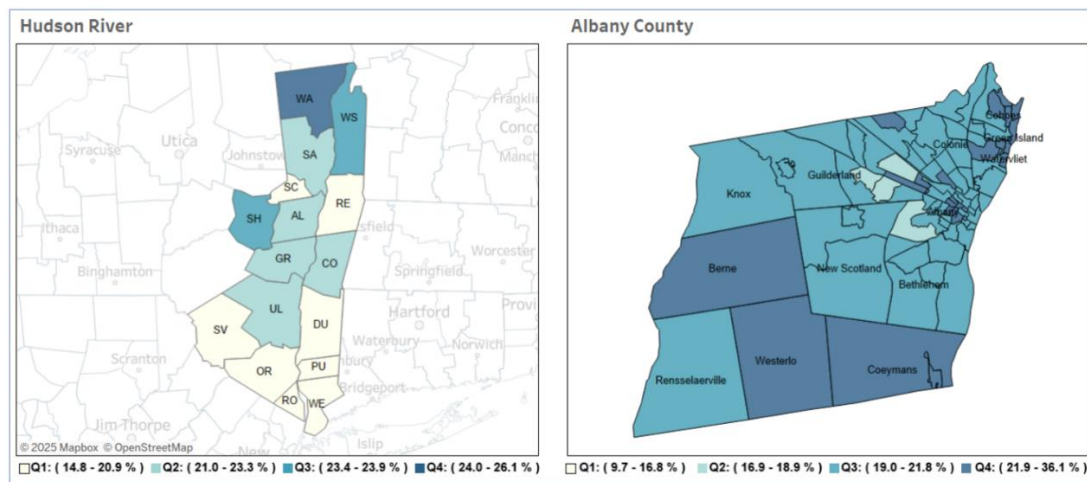 Hudson River
Albany County
Utica
Syracuse
Johnstow
Franklin
Conco
Manch
WA
WS
SA
SC
SH
AL
RE
sfield
Ithaca
Worcester
Binghamton
GR
CO
Springfield
Provi
UL
Hartford
SV
DU
Waterbury
Norwich
Scranton
OR
PU
nbury
Bridgeport
RO
WE
Jim Thorpe
New
Islip
© 2025 Mapbox © OpenStreetMap
Q1: ( 14.8 - 20.9 % ) Q2: ( 21.0 - 23.3 % ) Q3: ( 23.4 - 23.9 % ) Q4: ( 24.0 - 26.1 % )
Cohoes
Green Island
Colonie
Watervliet
Guilderland
Knox
Albany
Berne
New Scotland
Bethlehem
Westerlo
Coeymans
Rensselaerville
Q1: ( 9.7 - 16.8 % ) Q2: ( 16.9 - 18.9 % ) Q3: ( 19.0 - 21.8 % ) Q4: ( 21.9 - 36.1 % )